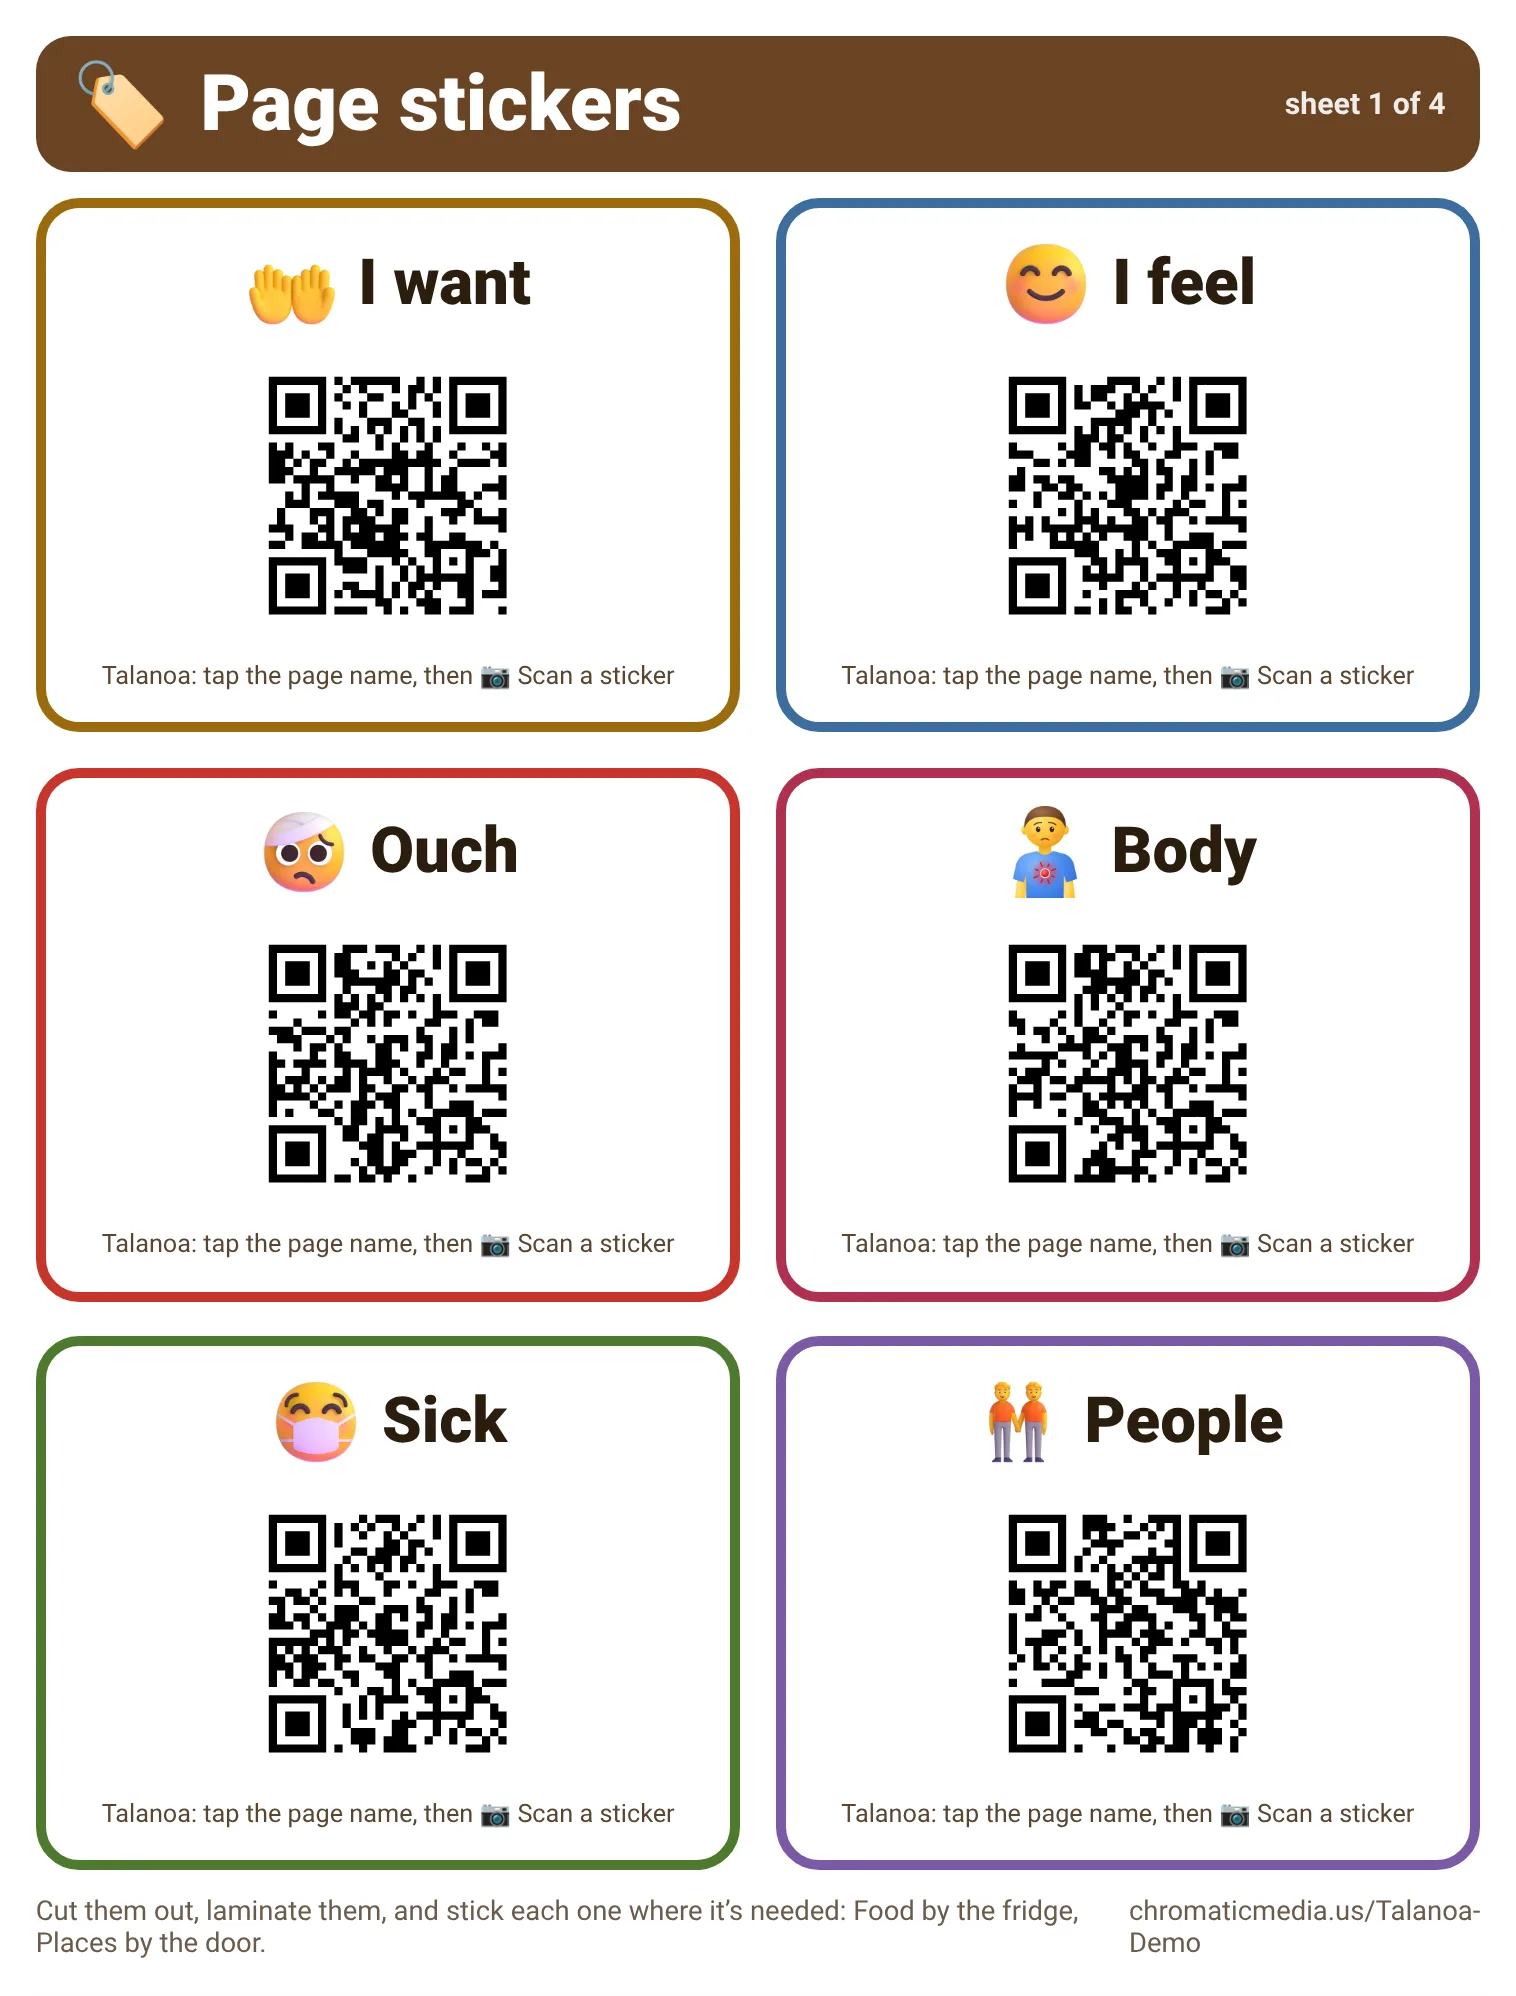 Page stickers
sheet 1 of 4
I want
Talanoa: tap the page name, then 📷 Scan a sticker
I feel
Talanoa: tap the page name, then 📷 Scan a sticker
Ouch
Talanoa: tap the page name, then 📷 Scan a sticker
Body
Talanoa: tap the page name, then 📷 Scan a sticker
Sick
Talanoa: tap the page name, then 📷 Scan a sticker
People
Talanoa: tap the page name, then 📷 Scan a sticker
Cut them out, laminate them, and stick each one where it’s needed: Food by the fridge,
Places by the door.
chromaticmedia.us/Talanoa-
Demo